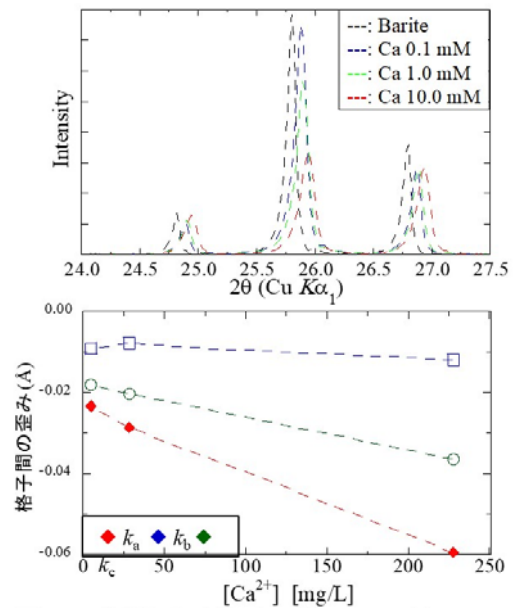 --: Barite
--: Ca 0.1 mM
--: Ca 1.0 mM
--: Ca 10.0 mM
Intensity
24.0 24.5 25.0 25.5 26.0 26.5 27.0 27.5
2θ (Cu Kα₁)
0.00
-0.02
-0.04
-0.06
格子間の歪み (Å)
kₐ k_b
k_c
0 50 100 150 200 250
[Ca²⁺] [mg/L]